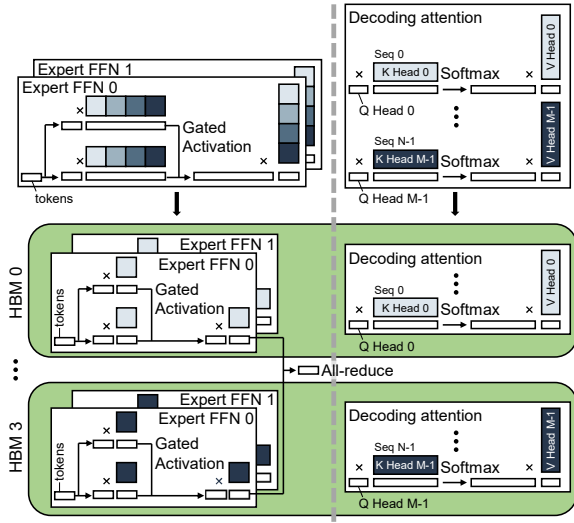 Expert FFN 1
Expert FFN 0
×
Gated
Activation
×
×
tokens
Decoding attention
Seq 0
× K Head 0 Softmax × V Head 0
Q Head 0
Seq N-1
× K Head M-1 Softmax × V Head M-1
Q Head M-1
HBM 0
Expert FFN 1
Expert FFN 0
×
Gated
Activation
tokens
×
×
Decoding attention
Seq 0
× K Head 0 Softmax × V Head 0
Q Head 0
All-reduce
HBM 3
Expert FFN 1
Expert FFN 0
×
Gated
Activation
tokens
×
×
Decoding attention
Seq N-1
× K Head M-1 Softmax × V Head M-1
Q Head M-1